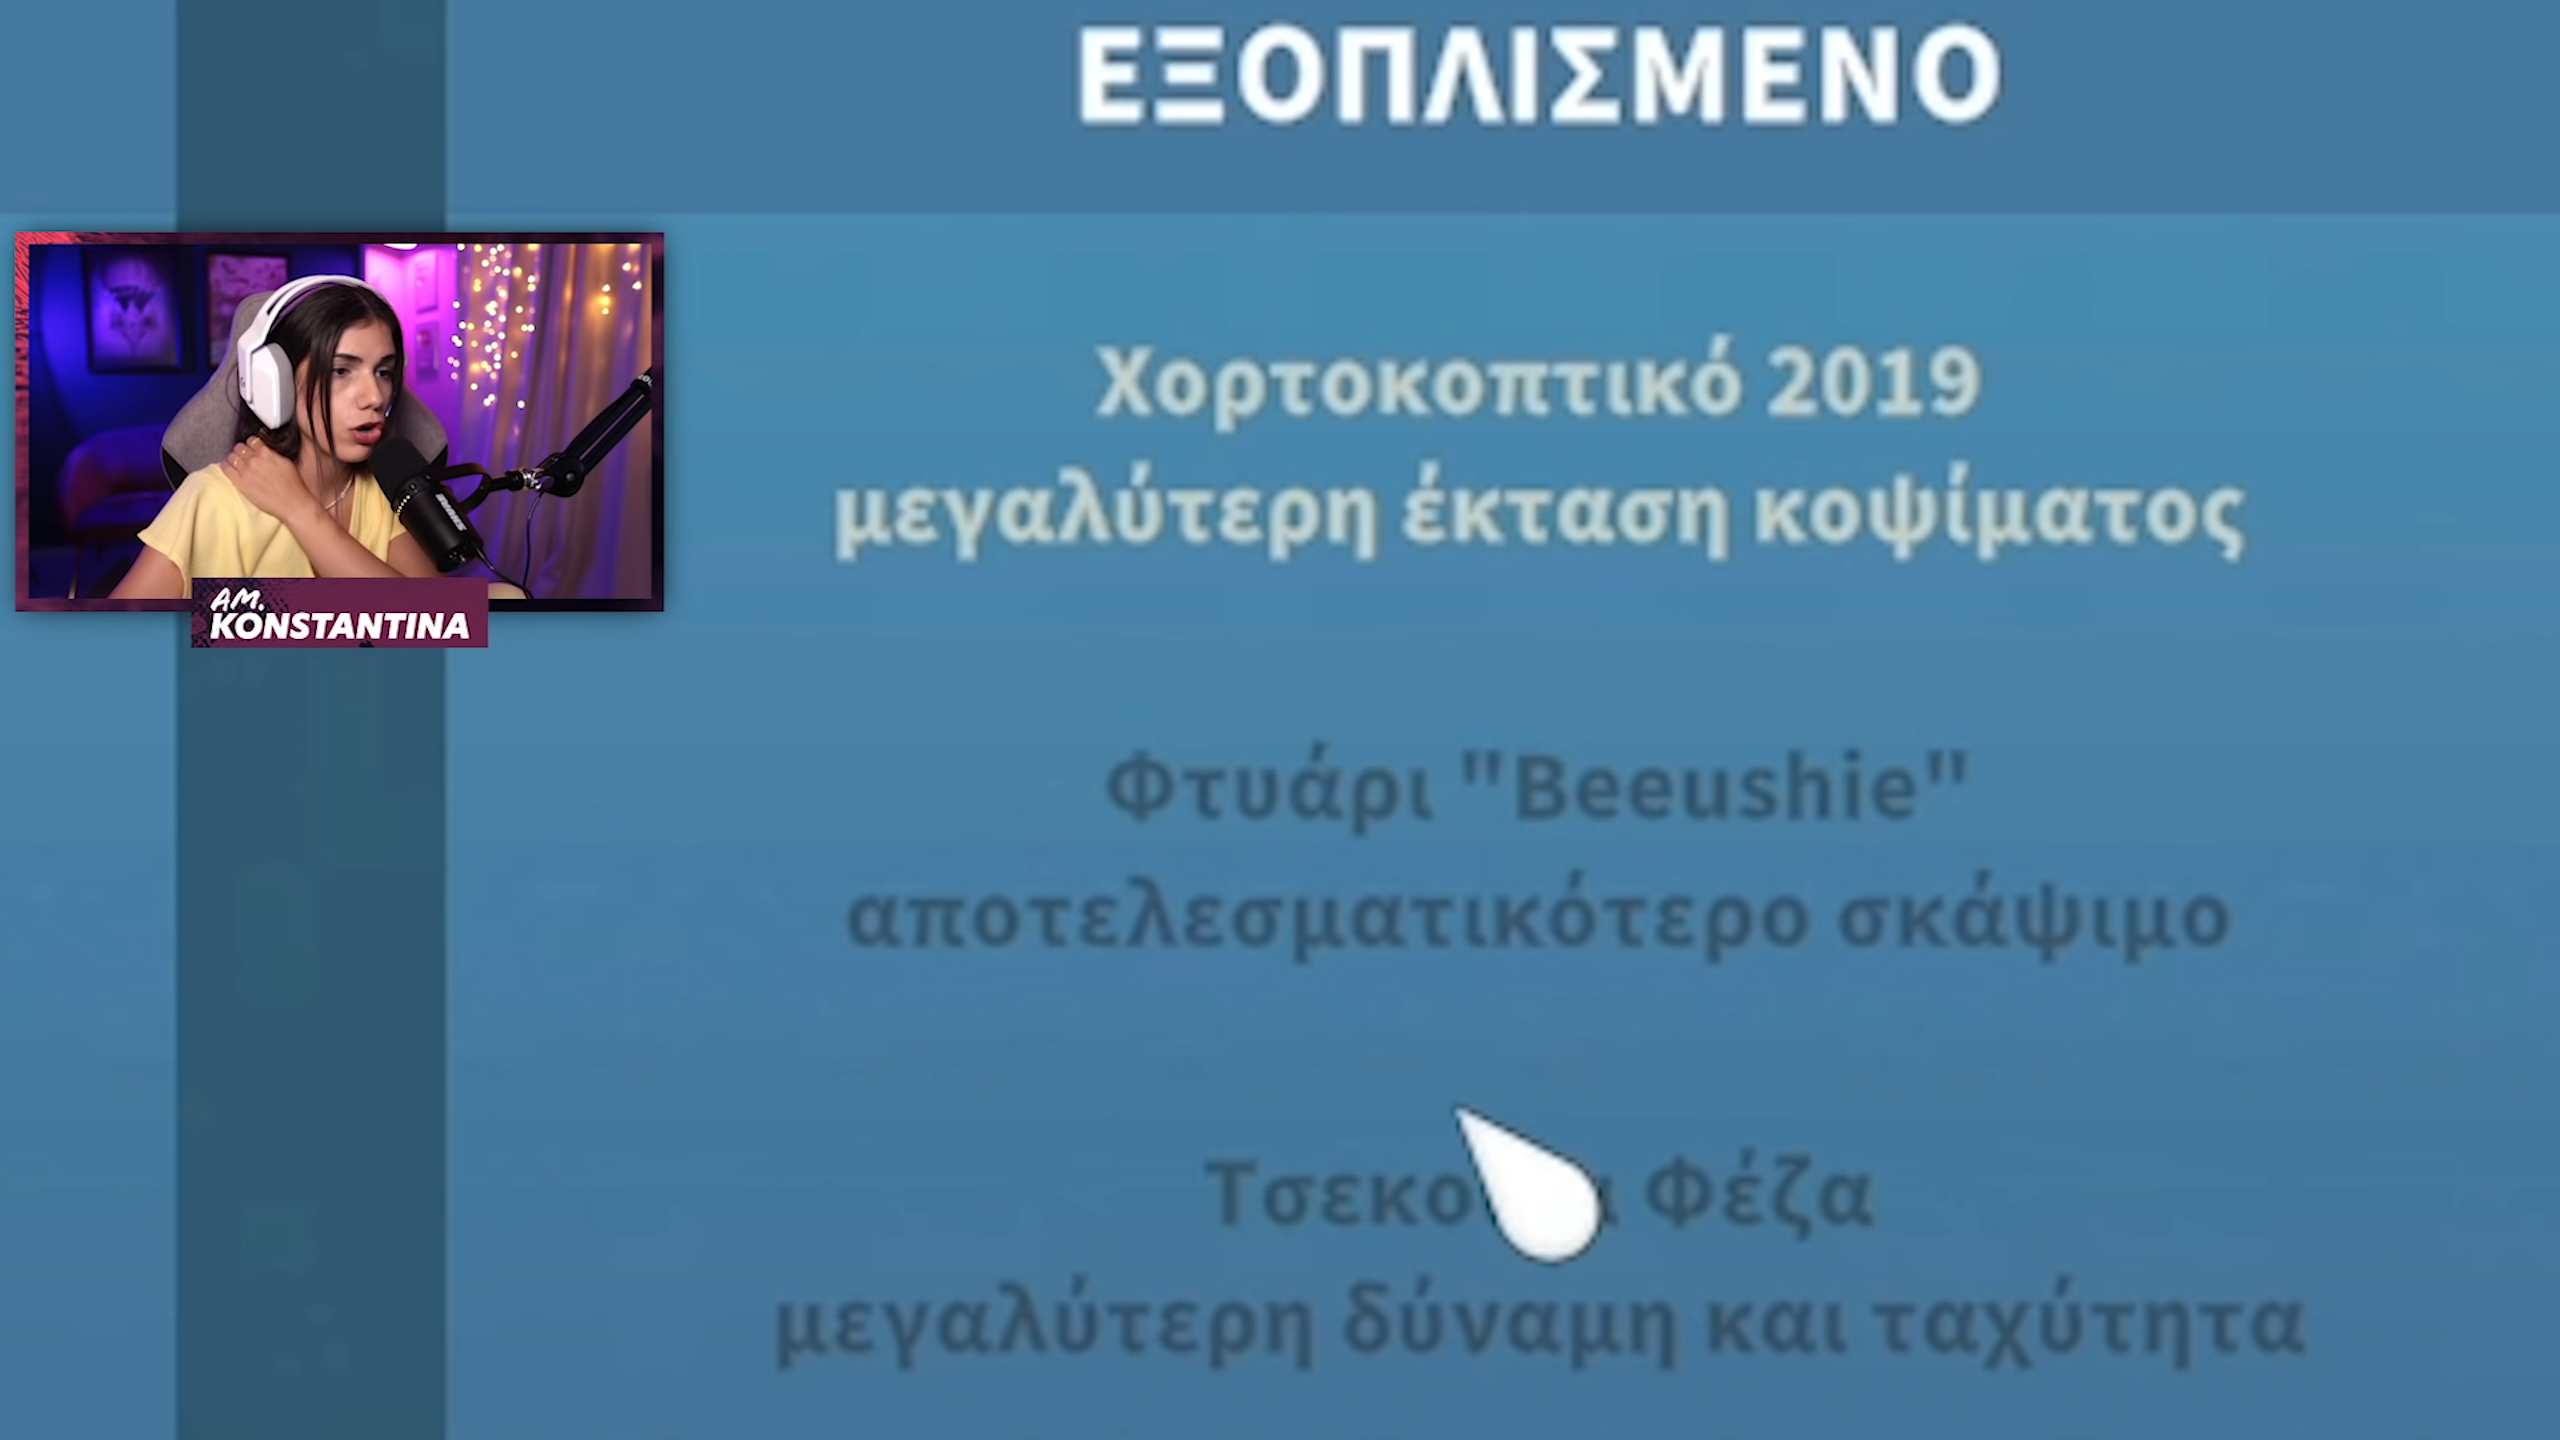 ΕΞΟΠΛΙΣΜΕΝΟ
Χορτοκοπτικό 2019
μεγαλύτερη έκταση κοψίματος
AM.
KONSTANTINA
Φτυάρι "Beeushie"
αποτελεσματικότερο σκάψιμο
Φέζα
μεγαλύτερη δύναμη και ταχύτητα